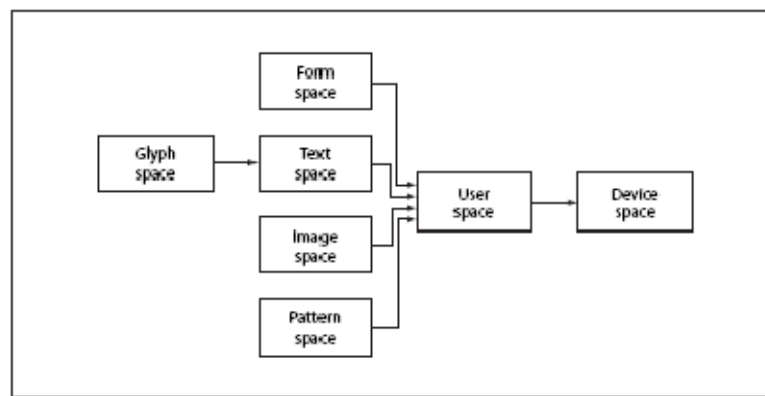 Form
space
Glyph
space
Text
space
User
space
Device
space
Image
space
Pattern
space